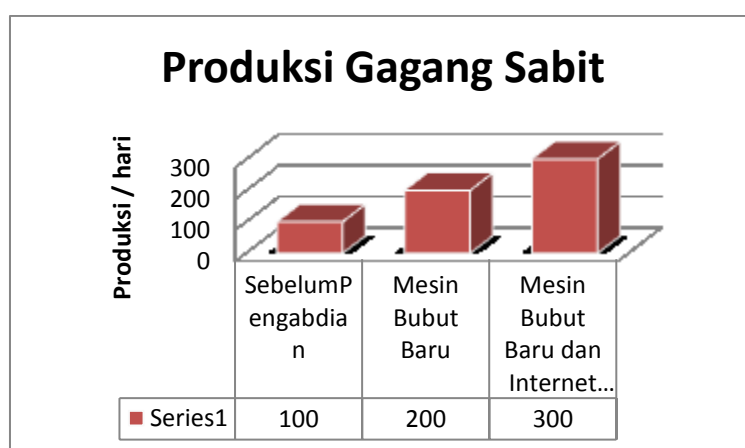 Produksi Gagang Sabit
Produksi / hari
300
200
100
0
SebelumP
engabdia
n
Mesin
Bubut
Baru
Mesin
Bubut
Baru dan
Internet...
Series1 100 200 300